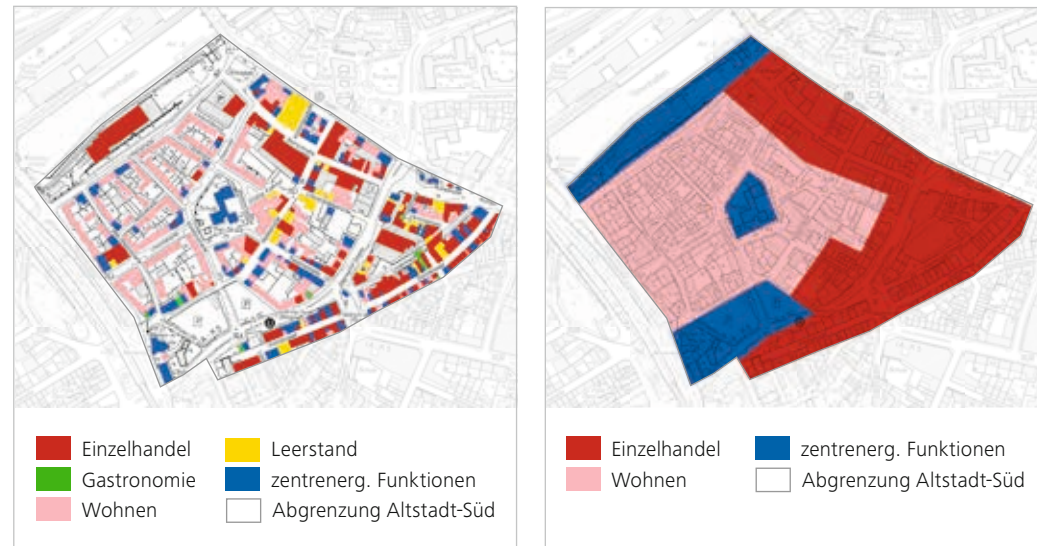 Einzelhandel
Gastronomie
Wohnen
Leerstand
zentrenerg. Funktionen
Abgrenzung Altstadt-Süd
Einzelhandel
Wohnen
zentrenerg. Funktionen
Abgrenzung Altstadt-Süd